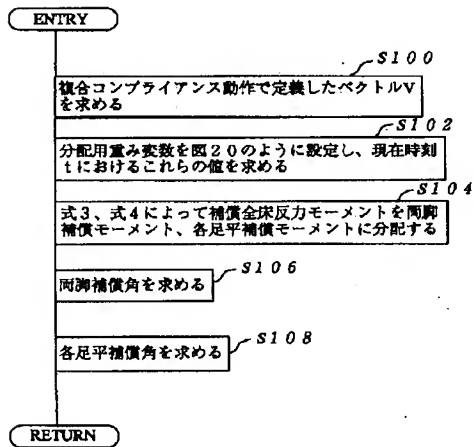 ENTRY
S100
複合コンプライアンス動作で定義したベクトルV
を求める
S102
分配用重み変数を図20のように設定し、現在時刻
tにおけるこれらの値を求める
S104
式3、式4によって補償全床反力モーメントを両脚
補償モーメント、各足平補償モーメントに分配する
S106
両脚補償角を求める
S108
各足平補償角を求める
RETURN